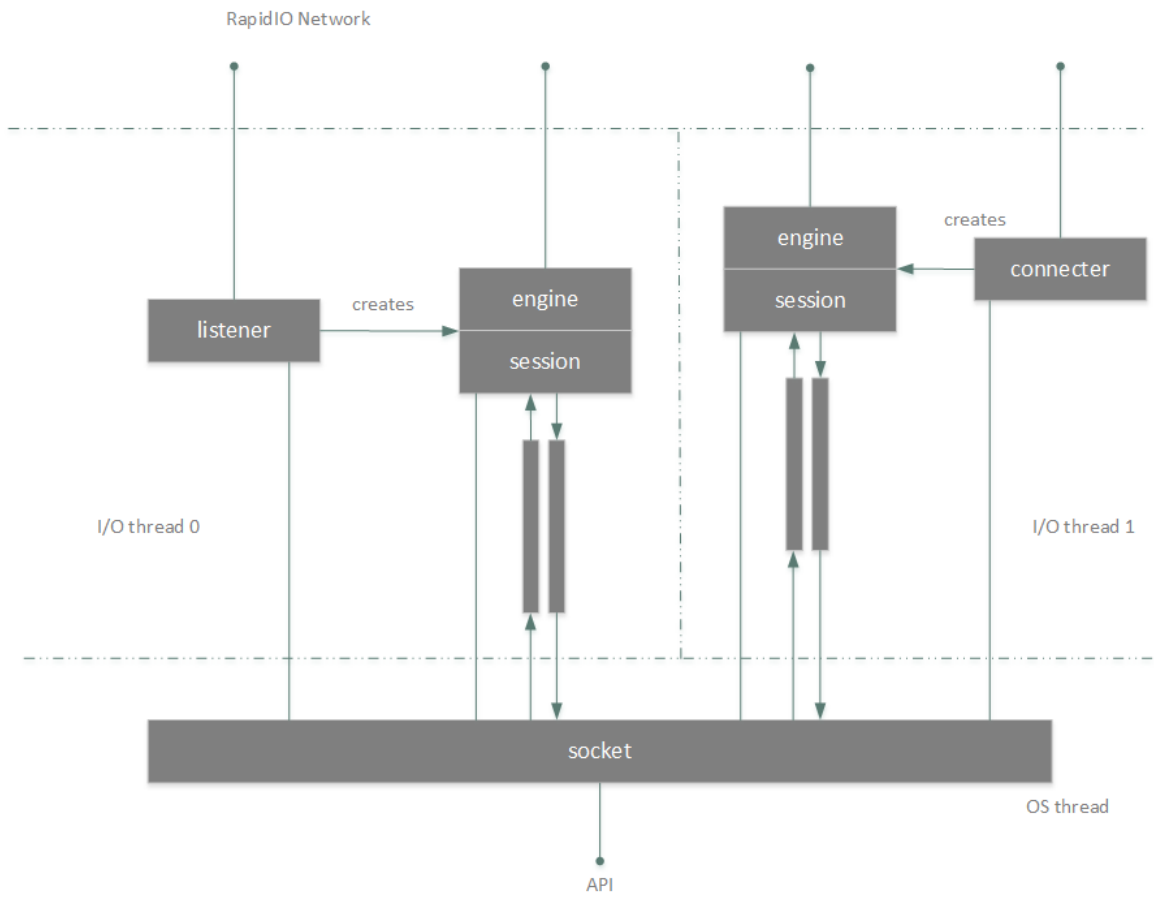 RapidIO Network
creates
engine
connecter
session
engine
creates
listener
session
I/O thread 0
I/O thread 1
socket
OS thread
API